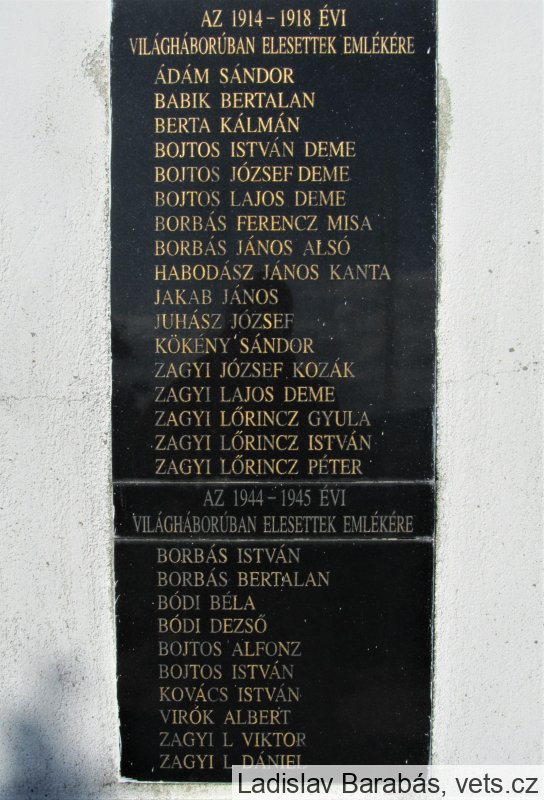 AZ 1914 – 1918 ÉVI
VILÁGHÁBORÚBAN ELESETTEK EMLÉKÉRE
ÁDÁM SÁNDOR
BABIK BERTALAN
BERTA KÁLMÁN
BOJTOS ISTVÁN DEME
BOJTOS JÓZSEF DEME
BOJTOS LAJOS DEME
BORBÁS FERENCZ MISA
BORBÁS JÁNOS ALSÓ
HABODÁSZ JÁNOS KANTA
JAKAB JÁNOS
JUHÁSZ JÓZSEF
KÖKÉNY SÁNDOR
ZAGYI JÓZSEF KOZÁK
ZAGYI LAJOS DEME
ZAGYI LŐRINCZ GYULA
ZAGYI LŐRINCZ ISTVÁN
ZAGYI LŐRINCZ PÉTER
AZ 1944 – 1945 ÉVI
VILÁGHÁBORÚBAN ELESETTEK EMLÉKÉRE
BORBÁS ISTVÁN
BORBÁS BERTALAN
BÓDI BÉLA
BÓDI DEZSŐ
BOJTOS ALFONZ
BOJTOS ISTVÁN
KOVÁCS ISTVÁN
VIRÓK ALBERT
ZAGYI L VIKTOR
ZAGYI L DÁNIEL
Ladislav Barabás, vets.cz